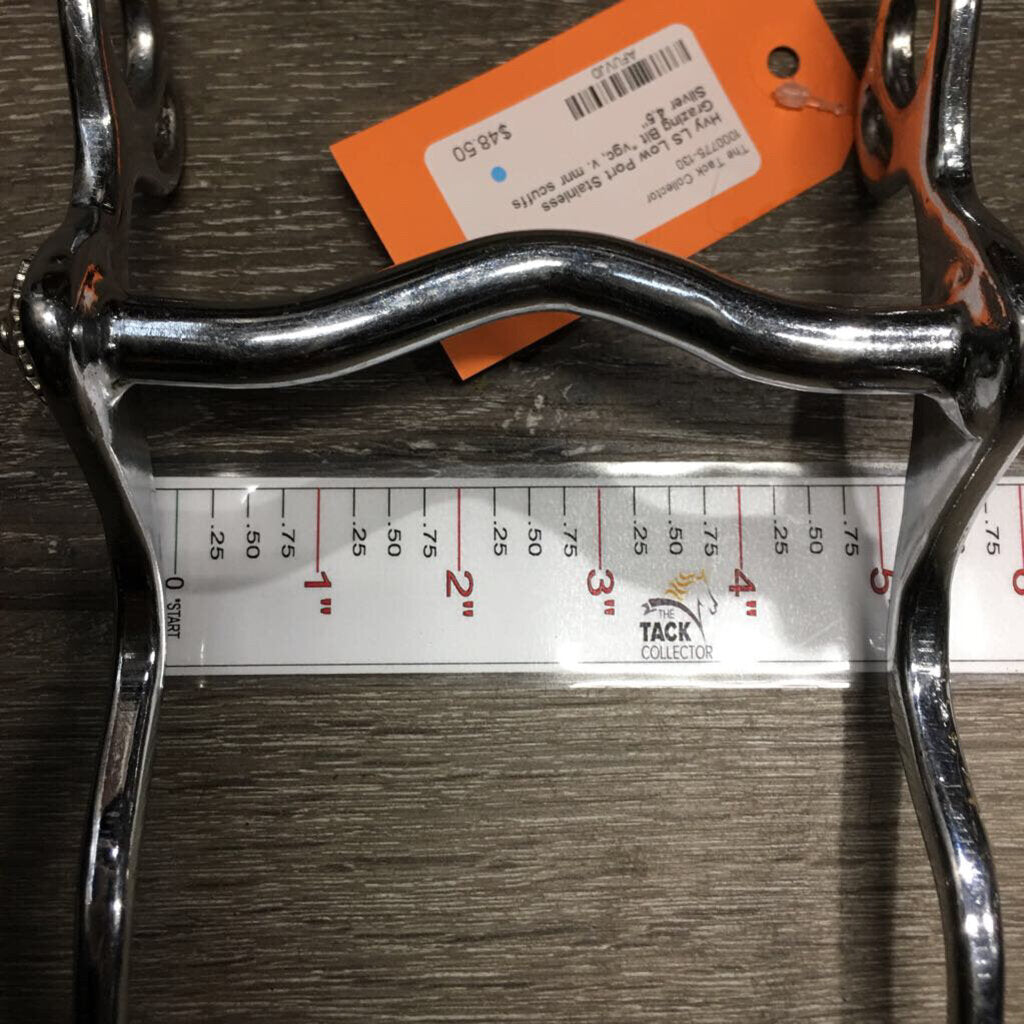 The Tack Collector
1000775-130
Hvy LS Low Port Stainless
Grazing Bit *vgc, v. mnr scuffs
Silver
AFUVJD
$48.50
0 .25 .50 .75 1" .25 .50 .75 2" .25 .50 .75 3" .25 .50 .75 4" .25 .50 .75 5 .75
*START
THE
TACK
COLLECTOR